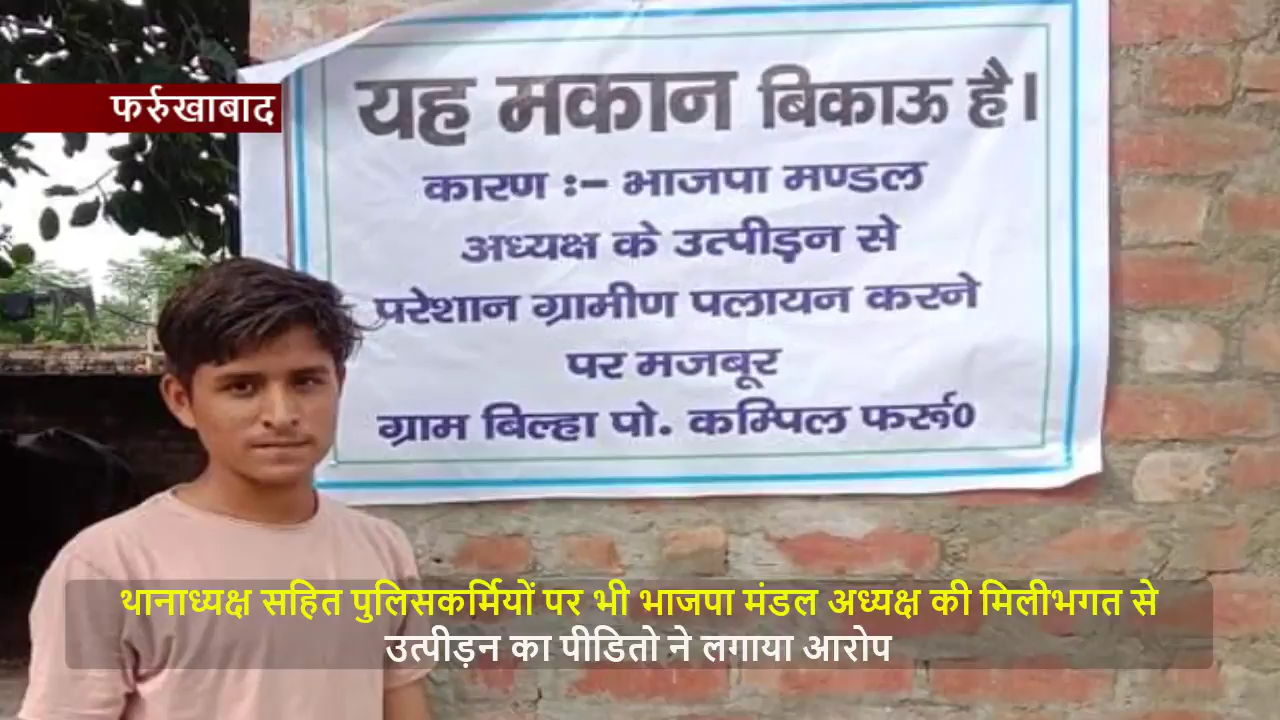 फर्रुखाबाद
यह मकान बिकाऊ है।
कारण :- भाजपा मण्डल
अध्यक्ष के उत्पीड़न से
परेशान ग्रामीण पलायन करने
पर मजबूर
ग्राम बिल्हा पो. कम्पिल फर्रू0
थानाध्यक्ष सहित पुलिसकर्मियों पर भी भाजपा मंडल अध्यक्ष की मिलीभगत से
उत्पीड़न का पीडितो ने लगाया आरोप